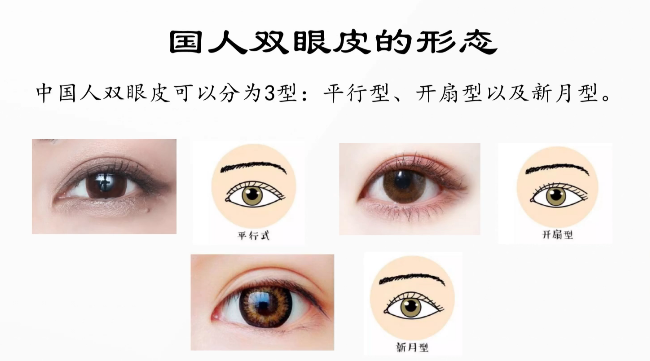 国人双眼皮的形态
中国人双眼皮可以分为3型：平行型、开扇型以及新月型。
平行式
开扇型
新月型